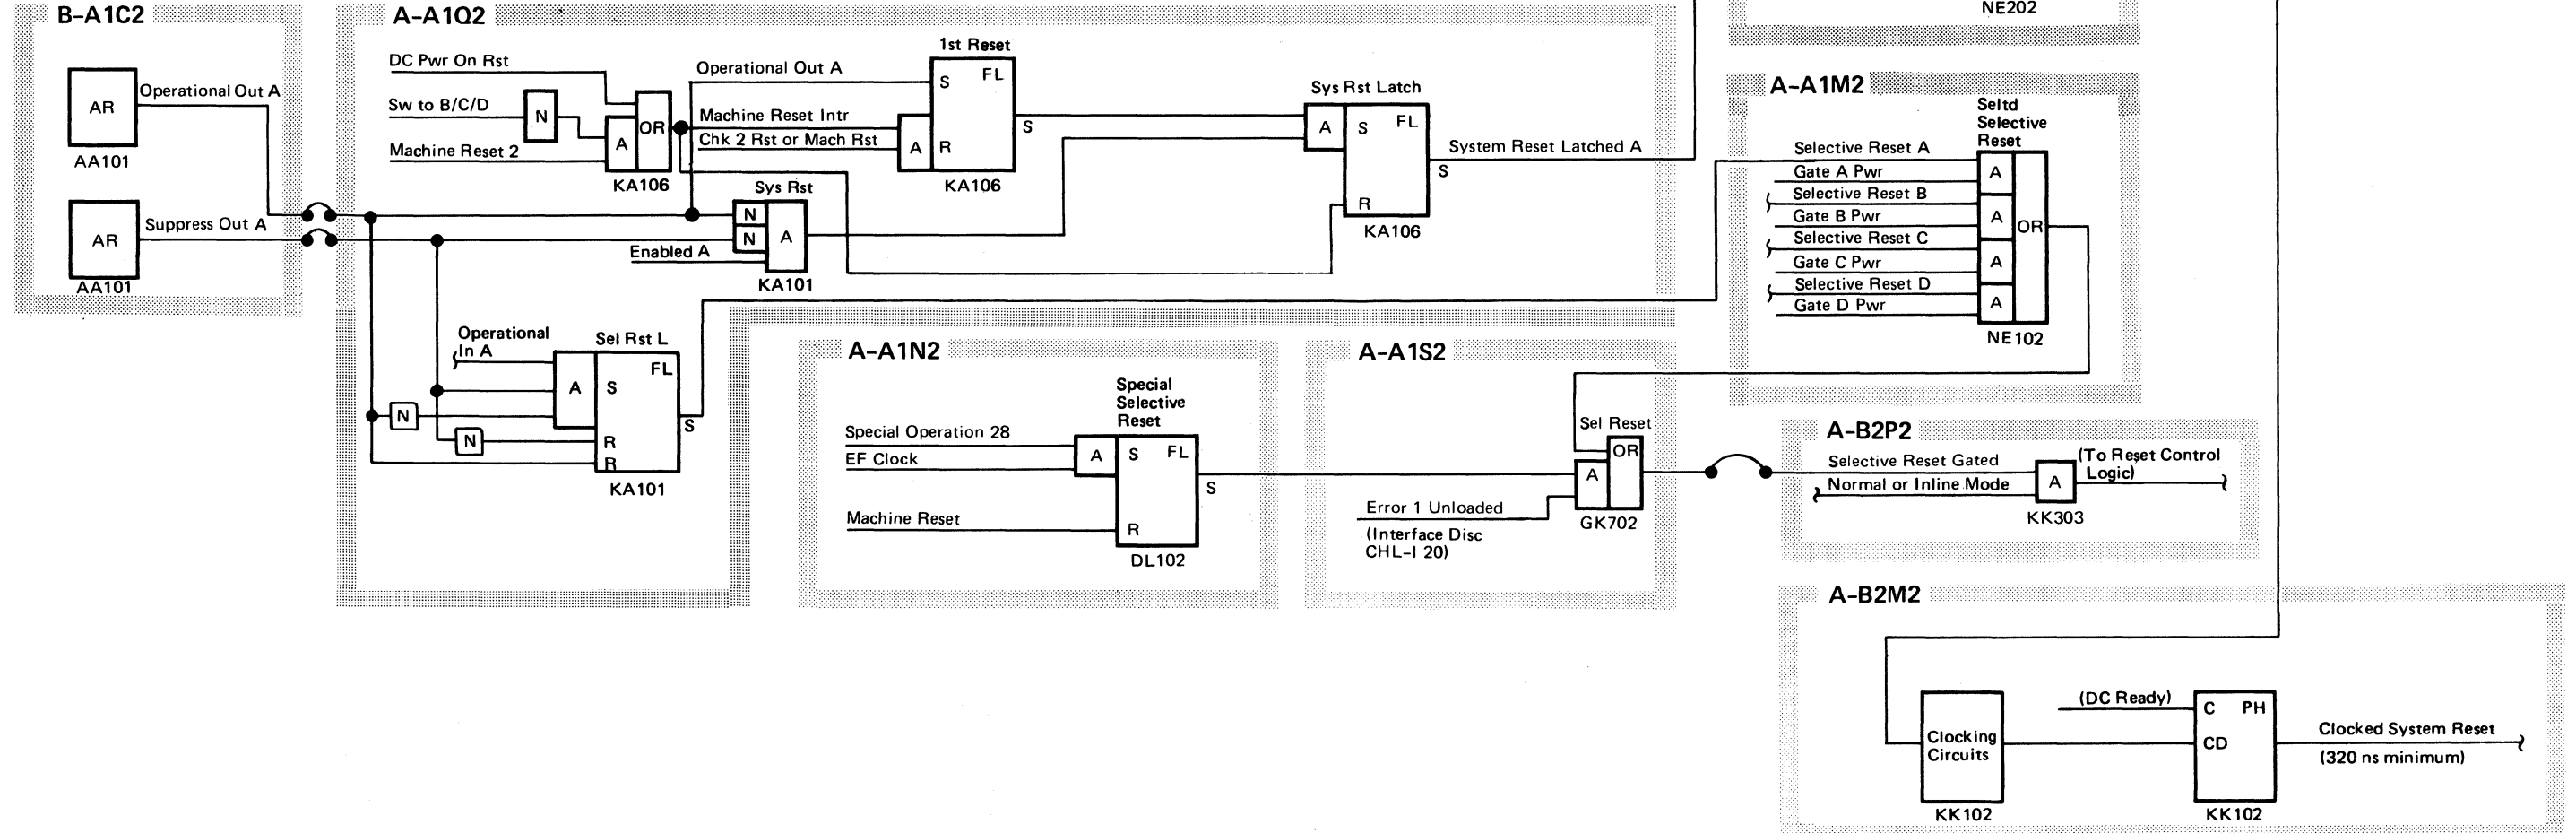 B-A1C2
AR
Operational Out A
AA101
AR
Suppress Out A
AA101
A-A1Q2
DC Pwr On Rst
Sw to B/C/D
N
Machine Reset 2
A
OR
KA106
Operational Out A
Machine Reset Intr
Chk 2 Rst or Mach Rst
1st Reset
S
FL
A
R
KA106
S
Sys Rst
N
N
A
Enabled A
KA101
Sys Rst Latch
A
S
FL
R
KA106
System Reset Latched A
S
Operational
In A
Sel Rst L
FL
A
S
N
N
R
R
S
KA101
A-A1N2
Special
Selective
Reset
Special Operation 28
EF Clock
A
S
FL
S
Machine Reset
R
DL102
A-A1S2
Sel Reset
OR
A
Error 1 Unloaded
(Interface Disc
CHL-I 20)
GK702
NE202
A-A1M2
Seltd
Selective
Reset
Selective Reset A
Gate A Pwr
A
Selective Reset B
Gate B Pwr
A
OR
Selective Reset C
Gate C Pwr
A
Selective Reset D
Gate D Pwr
A
NE102
A-B2P2
Selective Reset Gated
Normal or Inline Mode
A
(To Reset Control
Logic)
KK303
A-B2M2
Clocking
Circuits
KK102
(DC Ready)
C
PH
CD
KK102
Clocked System Reset
(320 ns minimum)